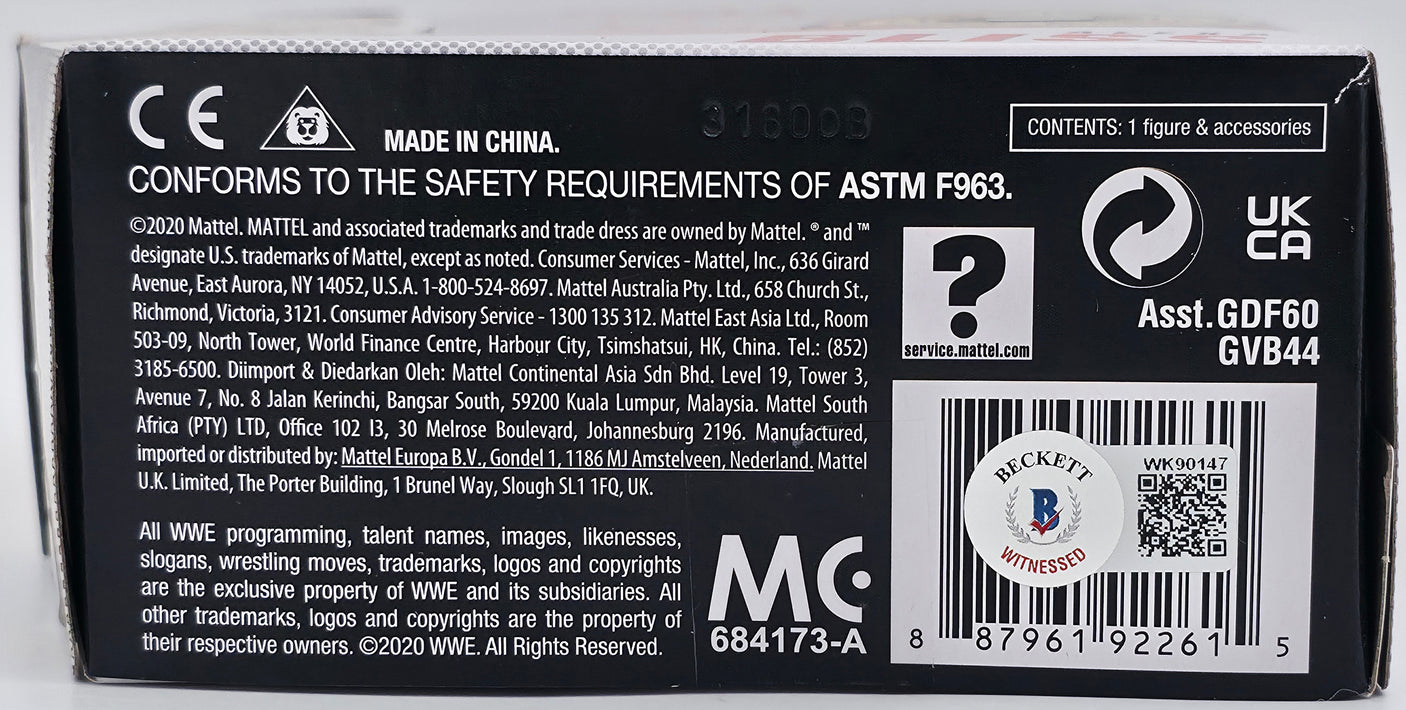 BLISS
CE
MADE IN CHINA.
31600B
CONTENTS: 1 figure & accessories
CONFORMS TO THE SAFETY REQUIREMENTS OF ASTM F963.
©2020 Mattel. MATTEL and associated trademarks and trade dress are owned by Mattel. ® and ™
designate U.S. trademarks of Mattel, except as noted. Consumer Services - Mattel, Inc., 636 Girard
Avenue, East Aurora, NY 14052, U.S.A. 1-800-524-8697. Mattel Australia Pty. Ltd., 658 Church St.,
Richmond, Victoria, 3121. Consumer Advisory Service - 1300 135 312. Mattel East Asia Ltd., Room
503-09, North Tower, World Finance Centre, Harbour City, Tsimshatsui, HK, China. Tel.: (852)
3185-6500. Diimport & Diedarkan Oleh: Mattel Continental Asia Sdn Bhd. Level 19, Tower 3,
Avenue 7, No. 8 Jalan Kerinchi, Bangsar South, 59200 Kuala Lumpur, Malaysia. Mattel South
Africa (PTY) LTD, Office 102 I3, 30 Melrose Boulevard, Johannesburg 2196. Manufactured,
imported or distributed by: Mattel Europa B.V., Gondel 1, 1186 MJ Amstelveen, Nederland. Mattel
U.K. Limited, The Porter Building, 1 Brunel Way, Slough SL1 1FQ, UK.
?
service.mattel.com
UK
CA
Asst. GDF60
GVB44
All WWE programming, talent names, images, likenesses,
slogans, wrestling moves, trademarks, logos and copyrights
are the exclusive property of WWE and its subsidiaries. All
other trademarks, logos and copyrights are the property of
their respective owners. ©2020 WWE. All Rights Reserved.
MC
684173-A
BECKETT
B
WITNESSED
WK90147
8 87961 92261 5